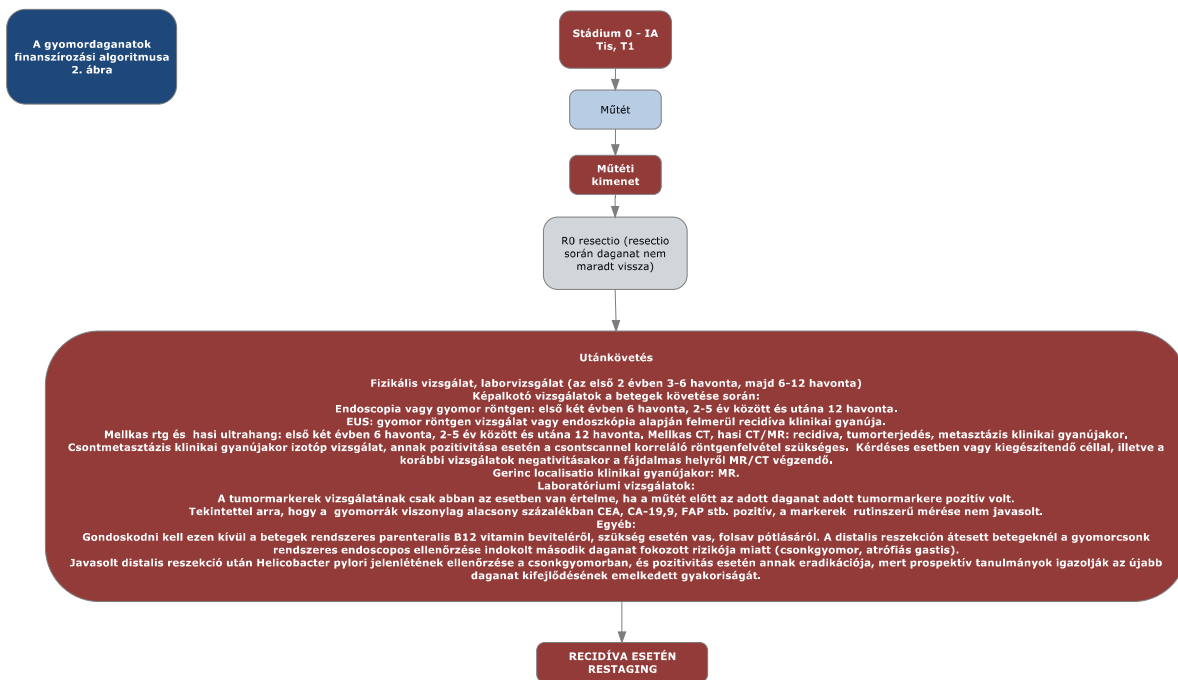 A gyomordaganatok
finanszírozási algoritmusa
2. ábra
Stádium 0 - IA
Tis, T1
Műtét
Műtéti
kimenet
R0 resectio (resectio
során daganat nem
maradt vissza)
Utánkövetés
Fizikális vizsgálat, laborvizsgálat (az első 2 évben 3-6 havonta, majd 6-12 havonta)
Képalkotó vizsgálatok a betegek követése során:
Endoscopia vagy gyomor röntgen: első két évben 6 havonta, 2-5 év között és utána 12 havonta.
EUS: gyomor röntgen vizsgálat vagy endoszkópia alapján felmerül recidíva klinikai gyanúja.
Mellkas rtg és hasi ultrahang: első két évben 6 havonta, 2-5 év között és utána 12 havonta. Mellkas CT, hasi CT/MR: recidiva, tumorterjedés, metasztázis klinikai gyanújakor.
Csontmetasztázis klinikai gyanújakor izotóp vizsgálat, annak pozitivitása esetén a csontscannel korreláló röntgenfelvétel szükséges. Kérdéses esetben vagy kiegészítendő céllal, illetve a
korábbi vizsgálatok negativitásakor a fájdalmas helyről MR/CT végzendő.
Gerinc localisatio klinikai gyanújakor: MR.
Laboratóriumi vizsgálatok:
A tumormarkerek vizsgálatának csak abban az esetben van értelme, ha a műtét előtt az adott daganat adott tumormarkere pozitív volt.
Tekintettel arra, hogy a gyomorrák viszonylag alacsony százalékban CEA, CA-19,9, FAP stb. pozitív, a markerek rutinszerű mérése nem javasolt.
Egyéb:
Gondoskodni kell ezen kívül a betegek rendszeres parenteralis B12 vitamin beviteléről, szükség esetén vas, folsav pótlásáról. A distalis reszekción átesett betegeknél a gyomorcsonk
rendszeres endoscopos ellenőrzése indokolt második daganat fokozott rizikója miatt (csonkgyomor, atrófiás gastis).
Javasolt distalis reszekció után Helicobacter pylori jelenlétének ellenőrzése a csonkgyomorban, és pozitivitás esetén annak eradikációja, mert prospektív tanulmányok igazolják az újabb
daganat kifejlődésének emelkedett gyakoriságát.
RECIDÍVA ESETÉN
RESTAGING